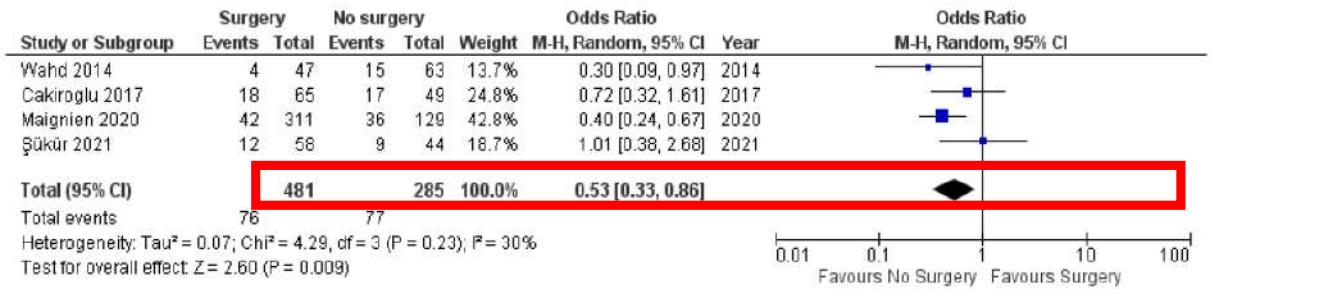 Surgery No surgery Odds Ratio Odds Ratio
Study or Subgroup Events Total Events Total Weight M-H, Random, 95% CI Year M-H, Random, 95% CI
Wahd 2014 4 47 15 63 13.7% 0.30 [0.09, 0.97] 2014
Cakiroglu 2017 18 65 17 49 24.8% 0.72 [0.32, 1.61] 2017
Maignien 2020 42 311 36 129 42.8% 0.40 [0.24, 0.67] 2020
Şükür 2021 12 58 9 44 18.7% 1.01 [0.38, 2.68] 2021
Total (95% CI) 481 285 100.0% 0.53 [0.33, 0.86]
Total events 76 77
Heterogeneity: Tau² = 0.07; Chi² = 4.29, df = 3 (P = 0.23); I² = 30%
Test for overall effect: Z = 2.60 (P = 0.009)
0.01 0.1 1 10 100
Favours No Surgery Favours Surgery